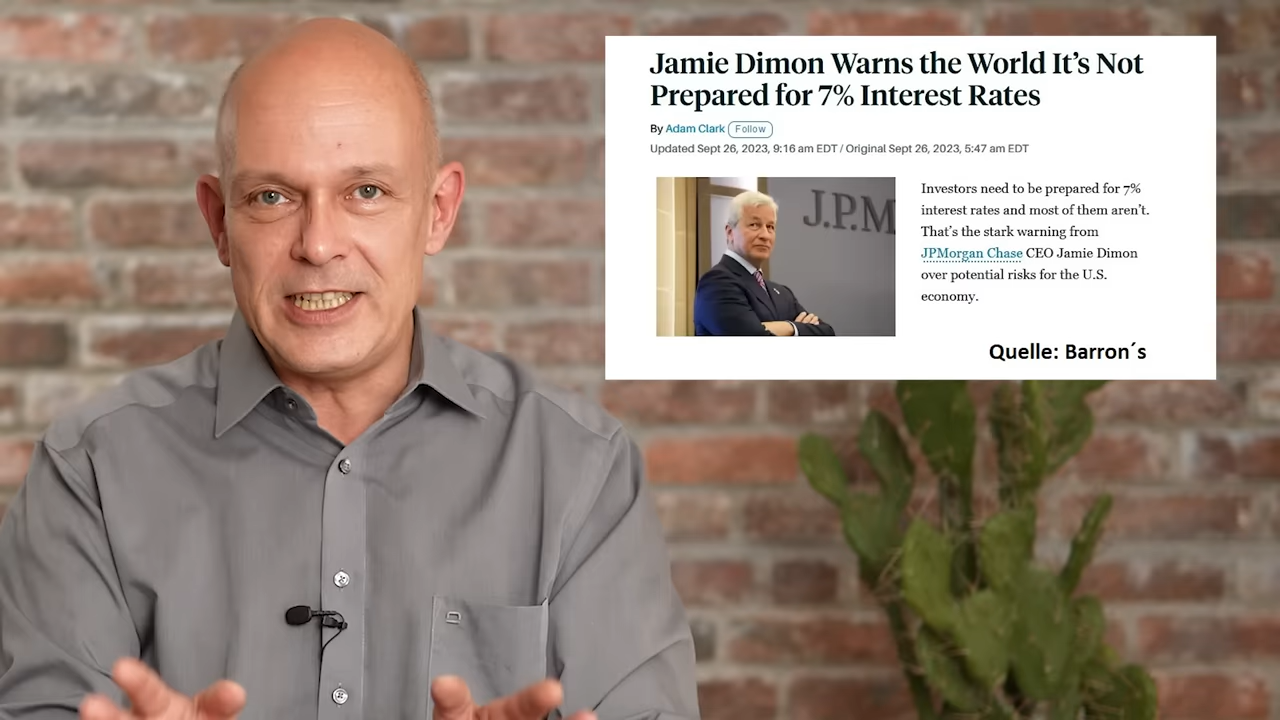 Jamie Dimon Warns the World It's Not
Prepared for 7% Interest Rates
By Adam Clark Follow
Updated Sept 26, 2023, 9:16 am EDT / Original Sept 26, 2023, 5:47 am EDT
J.P.M
Investors need to be prepared for 7%
interest rates and most of them aren't.
That's the stark warning from
JPMorgan Chase CEO Jamie Dimon
over potential risks for the U.S.
economy.
Quelle: Barron´s